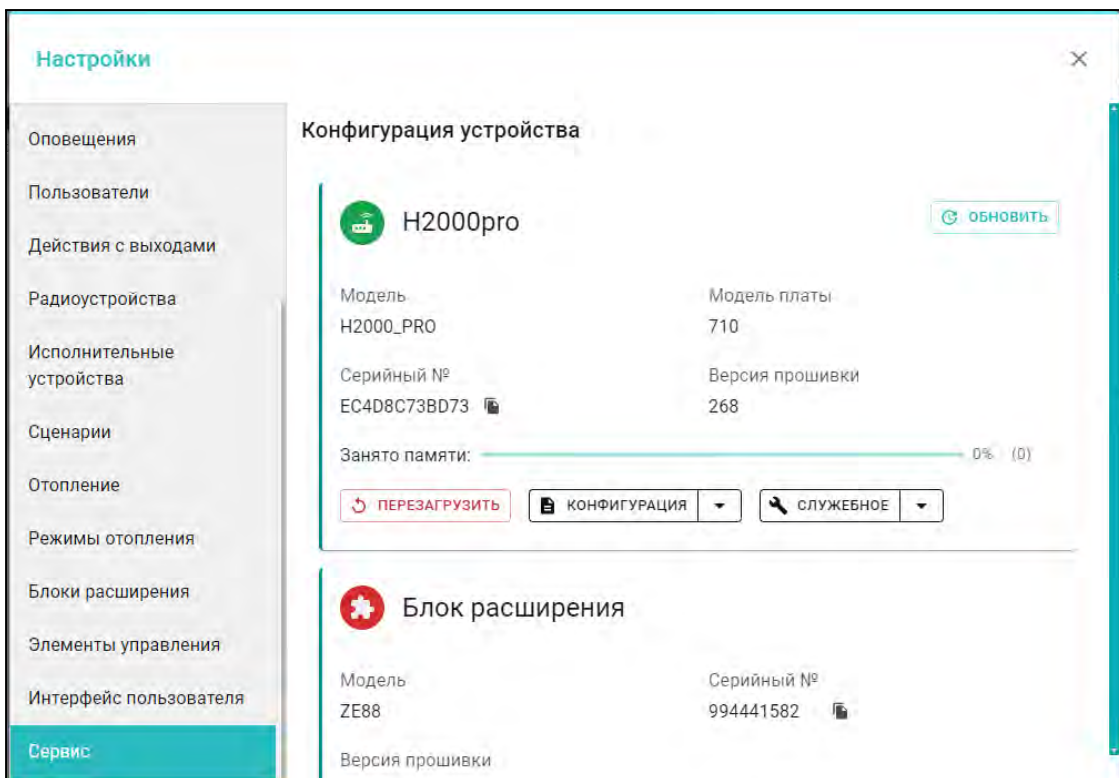 Настройки
Оповещения
Пользователи
Действия с выходами
Радиоустройства
Исполнительные
устройства
Сценарии
Отопление
Режимы отопления
Блоки расширения
Элементы управления
Интерфейс пользователя
Сервис
Конфигурация устройства
H2000pro
ОБНОВИТЬ
Модель
Модель платы
H2000_PRO
710
Серийный №
Версия прошивки
EC4D8C73BD73
268
Занято памяти:
0% (0)
ПЕРЕЗАГРУЗИТЬ
КОНФИГУРАЦИЯ
СЛУЖЕБНОЕ
Блок расширения
Модель
Серийный №
ZE88
994441582
Версия прошивки